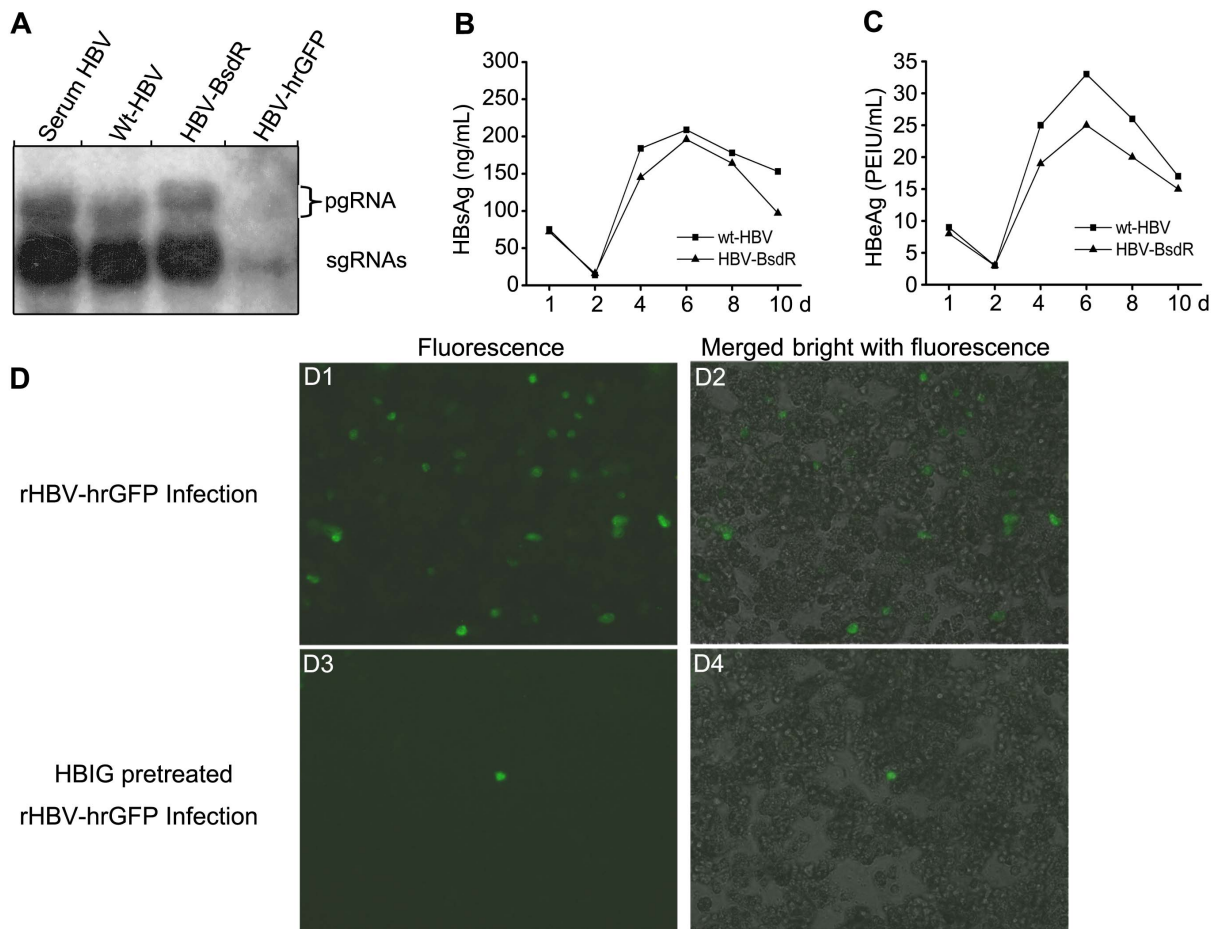 A
Serum HBV
Wt-HBV
HBV-BsdR
HBV-hrGFP
pgRNA
sgRNAs
B
HBsAg (ng/mL)
300
250
200
150
100
50
0
wt-HBV
HBV-BsdR
1 2 4 6 8 10 d
C
HBeAg (PEIU/mL)
35
30
25
20
15
10
5
0
wt-HBV
HBV-BsdR
1 2 4 6 8 10 d
D
Fluorescence
Merged bright with fluorescence
rHBV-hrGFP Infection
D1
D2
HBIG pretreated
rHBV-hrGFP Infection
D3
D4